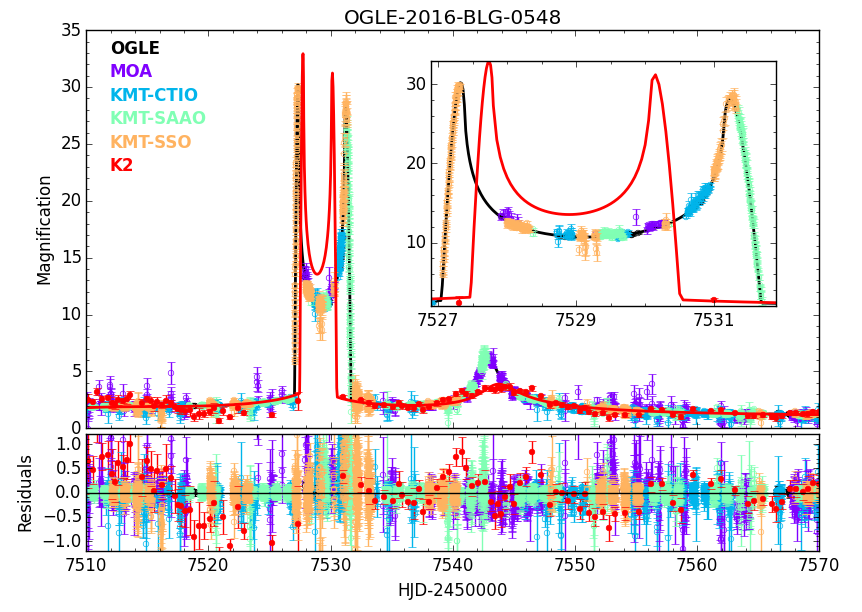 OGLE-2016-BLG-0548
35
30
25
20
15
10
5
0
Magnification
OGLE
MOA
KMT-CTIO
KMT-SAAO
KMT-SSO
K2
30
20
10
7527 7529 7531
1.0
0.5
0.0
−0.5
−1.0
Residuals
7510 7520 7530 7540 7550 7560 7570
HJD-2450000